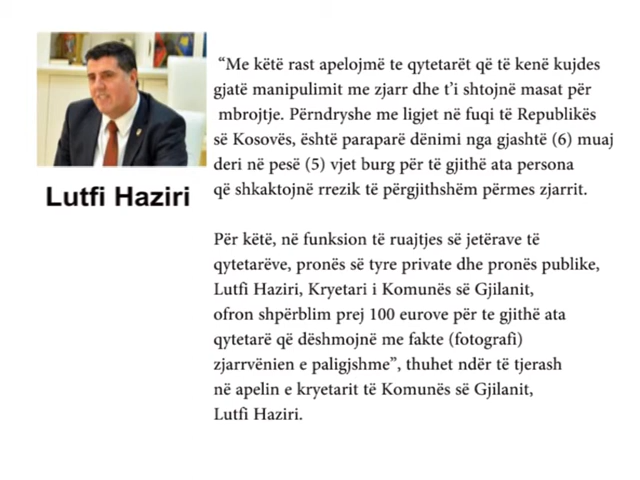 “Me këtë rast apelojmë te qytetarët që të kenë kujdes
gjatë manipulimit me zjarr dhe t’i shtojnë masat për
mbrojtje. Përndryshe me ligjet në fuqi të Republikës
së Kosovës, është paraparë dënimi nga gjashtë (6) muaj
deri në pesë (5) vjet burg për të gjithë ata persona
që shkaktojnë rrezik të përgjithshëm përmes zjarrit.
Lutfi Haziri
Për këtë, në funksion të ruajtjes së jetërave të
qytetarëve, pronës së tyre private dhe pronës publike,
Lutfi Haziri, Kryetari i Komunës së Gjilanit,
ofron shpërblim prej 100 eurove për te gjithë ata
qytetarë që dëshmojnë me fakte (fotografi)
zjarrvënien e paligjshme”, thuhet ndër të tjerash
në apelin e kryetarit të Komunës së Gjilanit,
Lutfi Haziri.